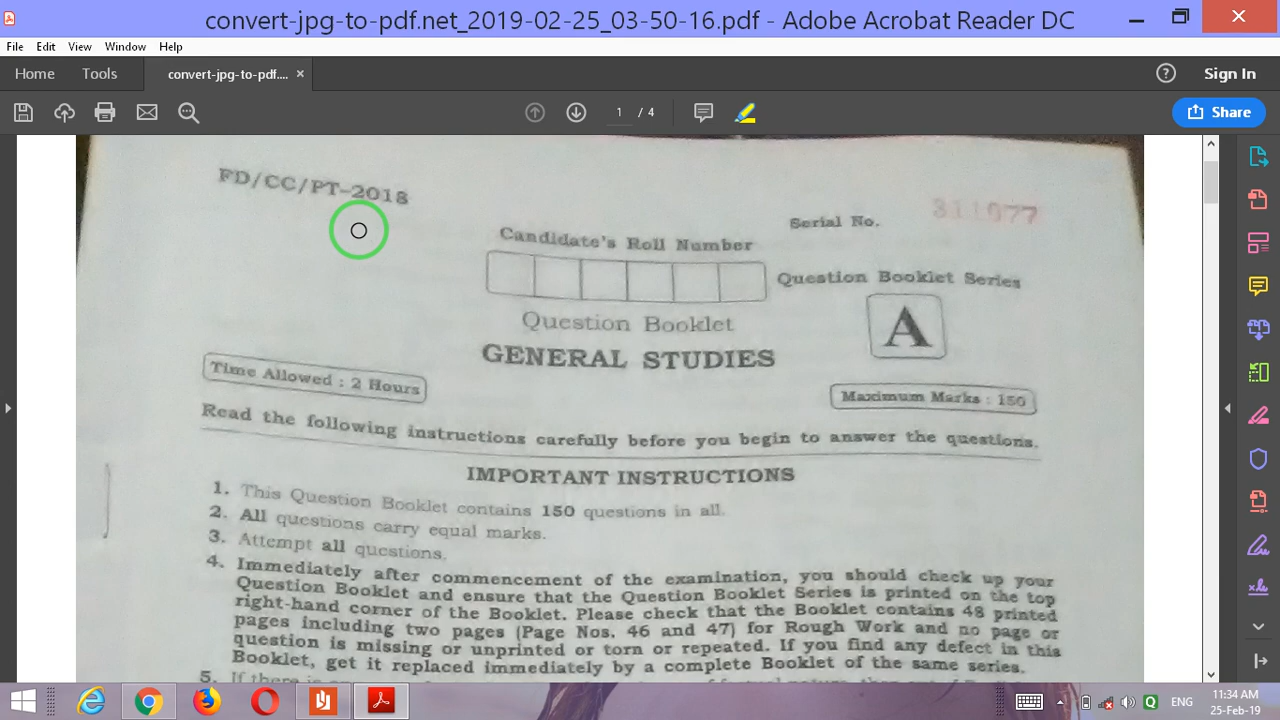 convert-jpg-to-pdf.net_2019-02-25_03-50-16.pdf - Adobe Acrobat Reader DC
File Edit View Window Help
Home Tools convert-jpg-to-pdf.... × Sign In
1 / 4 Share
FD/CC/PT-2018
Serial No. 311077
Candidate's Roll Number
Question Booklet Series
A
Question Booklet
GENERAL STUDIES
Time Allowed : 2 Hours
Maximum Marks : 150
Read the following instructions carefully before you begin to answer the questions.
IMPORTANT INSTRUCTIONS
1. This Question Booklet contains 150 questions in all.
2. All questions carry equal marks.
3. Attempt all questions.
4. Immediately after commencement of the examination, you should check up your
Question Booklet and ensure that the Question Booklet Series is printed on the top
right-hand corner of the Booklet. Please check that the Booklet contains 48 printed
pages including two pages (Page Nos. 46 and 47) for Rough Work and no page or
question is missing or unprinted or torn or repeated. If you find any defect in this
Booklet, get it replaced immediately by a complete Booklet of the same series.
5. If there is
ENG
11:34 AM
25-Feb-19